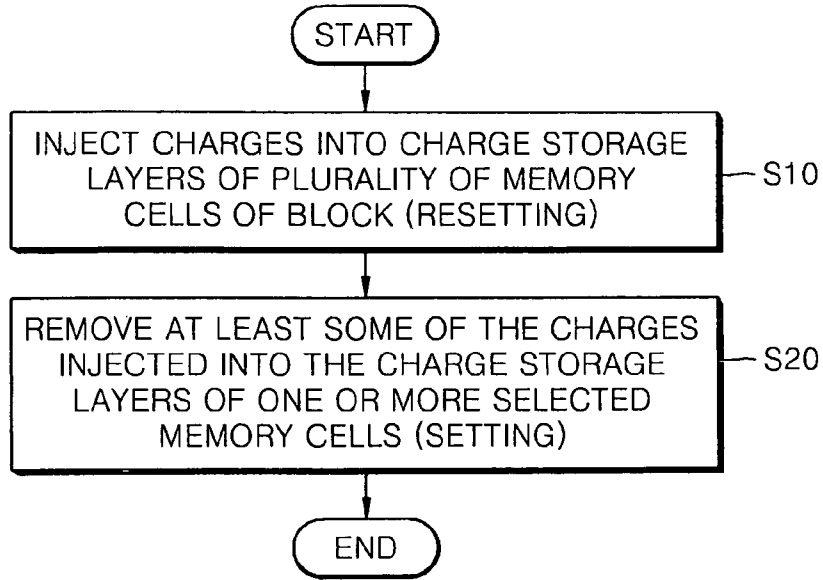 START
INJECT CHARGES INTO CHARGE STORAGE
LAYERS OF PLURALITY OF MEMORY
CELLS OF BLOCK (RESETTING)
S10
REMOVE AT LEAST SOME OF THE CHARGES
INJECTED INTO THE CHARGE STORAGE
LAYERS OF ONE OR MORE SELECTED
MEMORY CELLS (SETTING)
S20
END